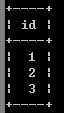 +----+
| id |
+----+
| 1 |
| 2 |
| 3 |
+----+